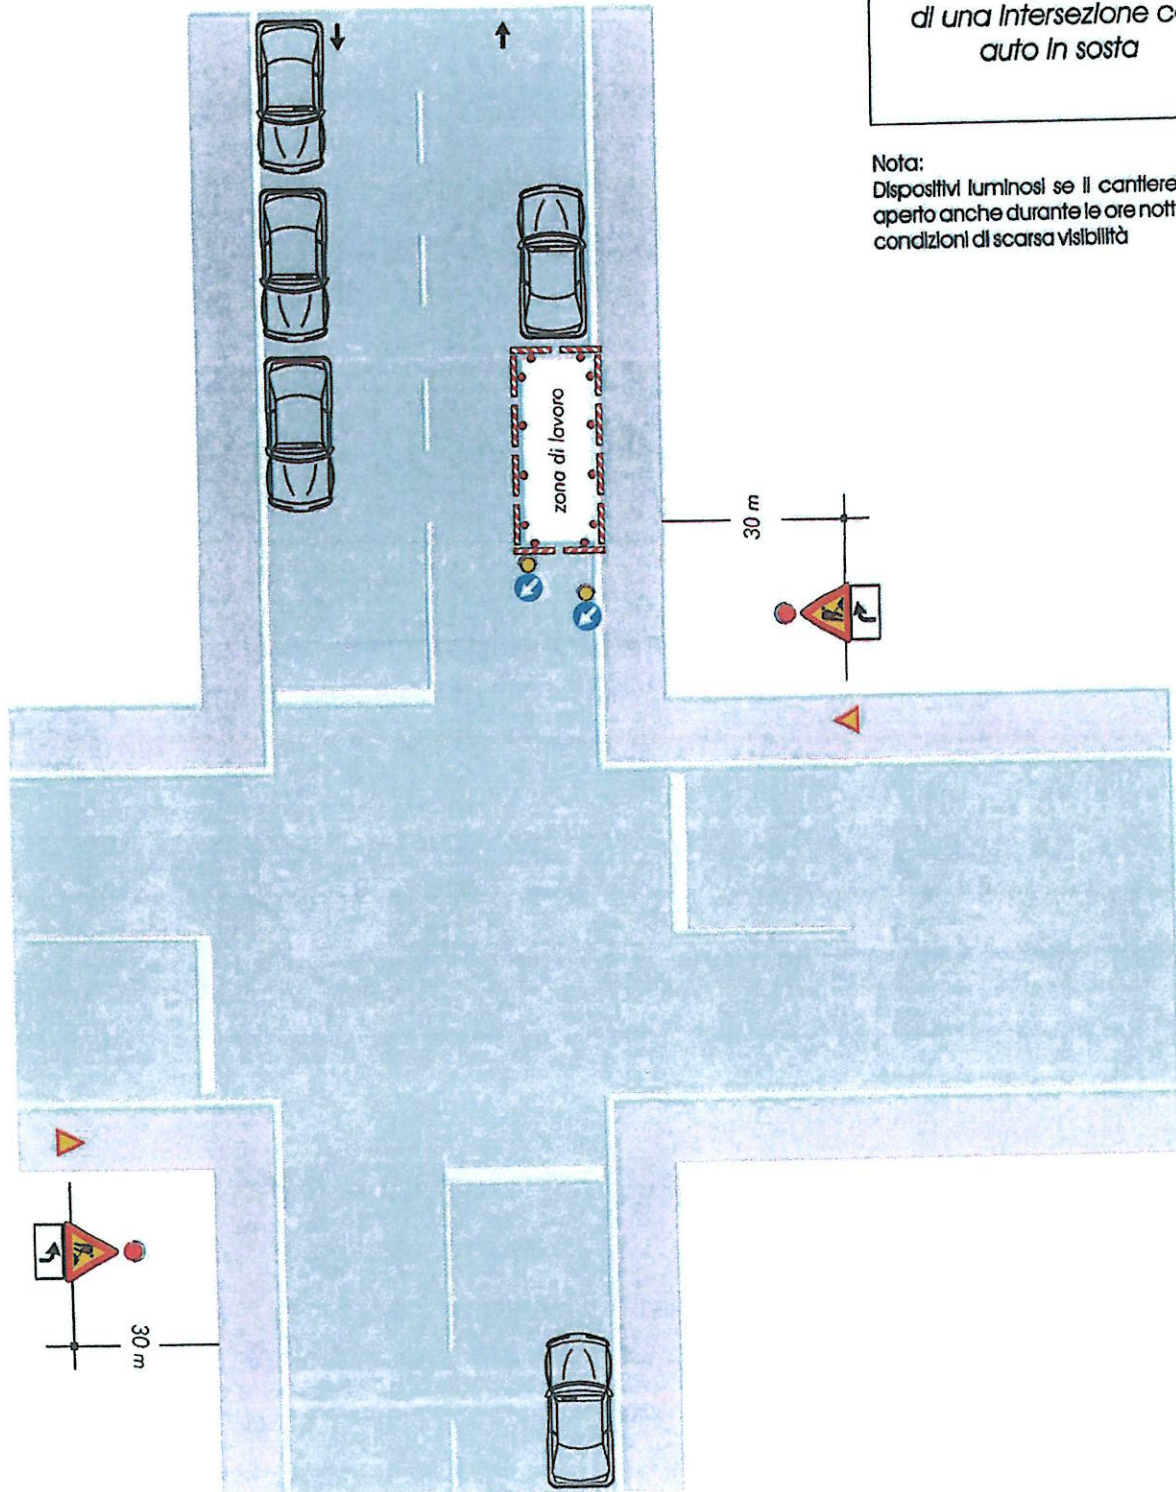 di una intersezione
auto in sosta
Nota:
Dispositivi luminosi se il cantiere
aperto anche durante le ore
condizioni di scarsa visibilità
zona di lavoro
30 m
30 m